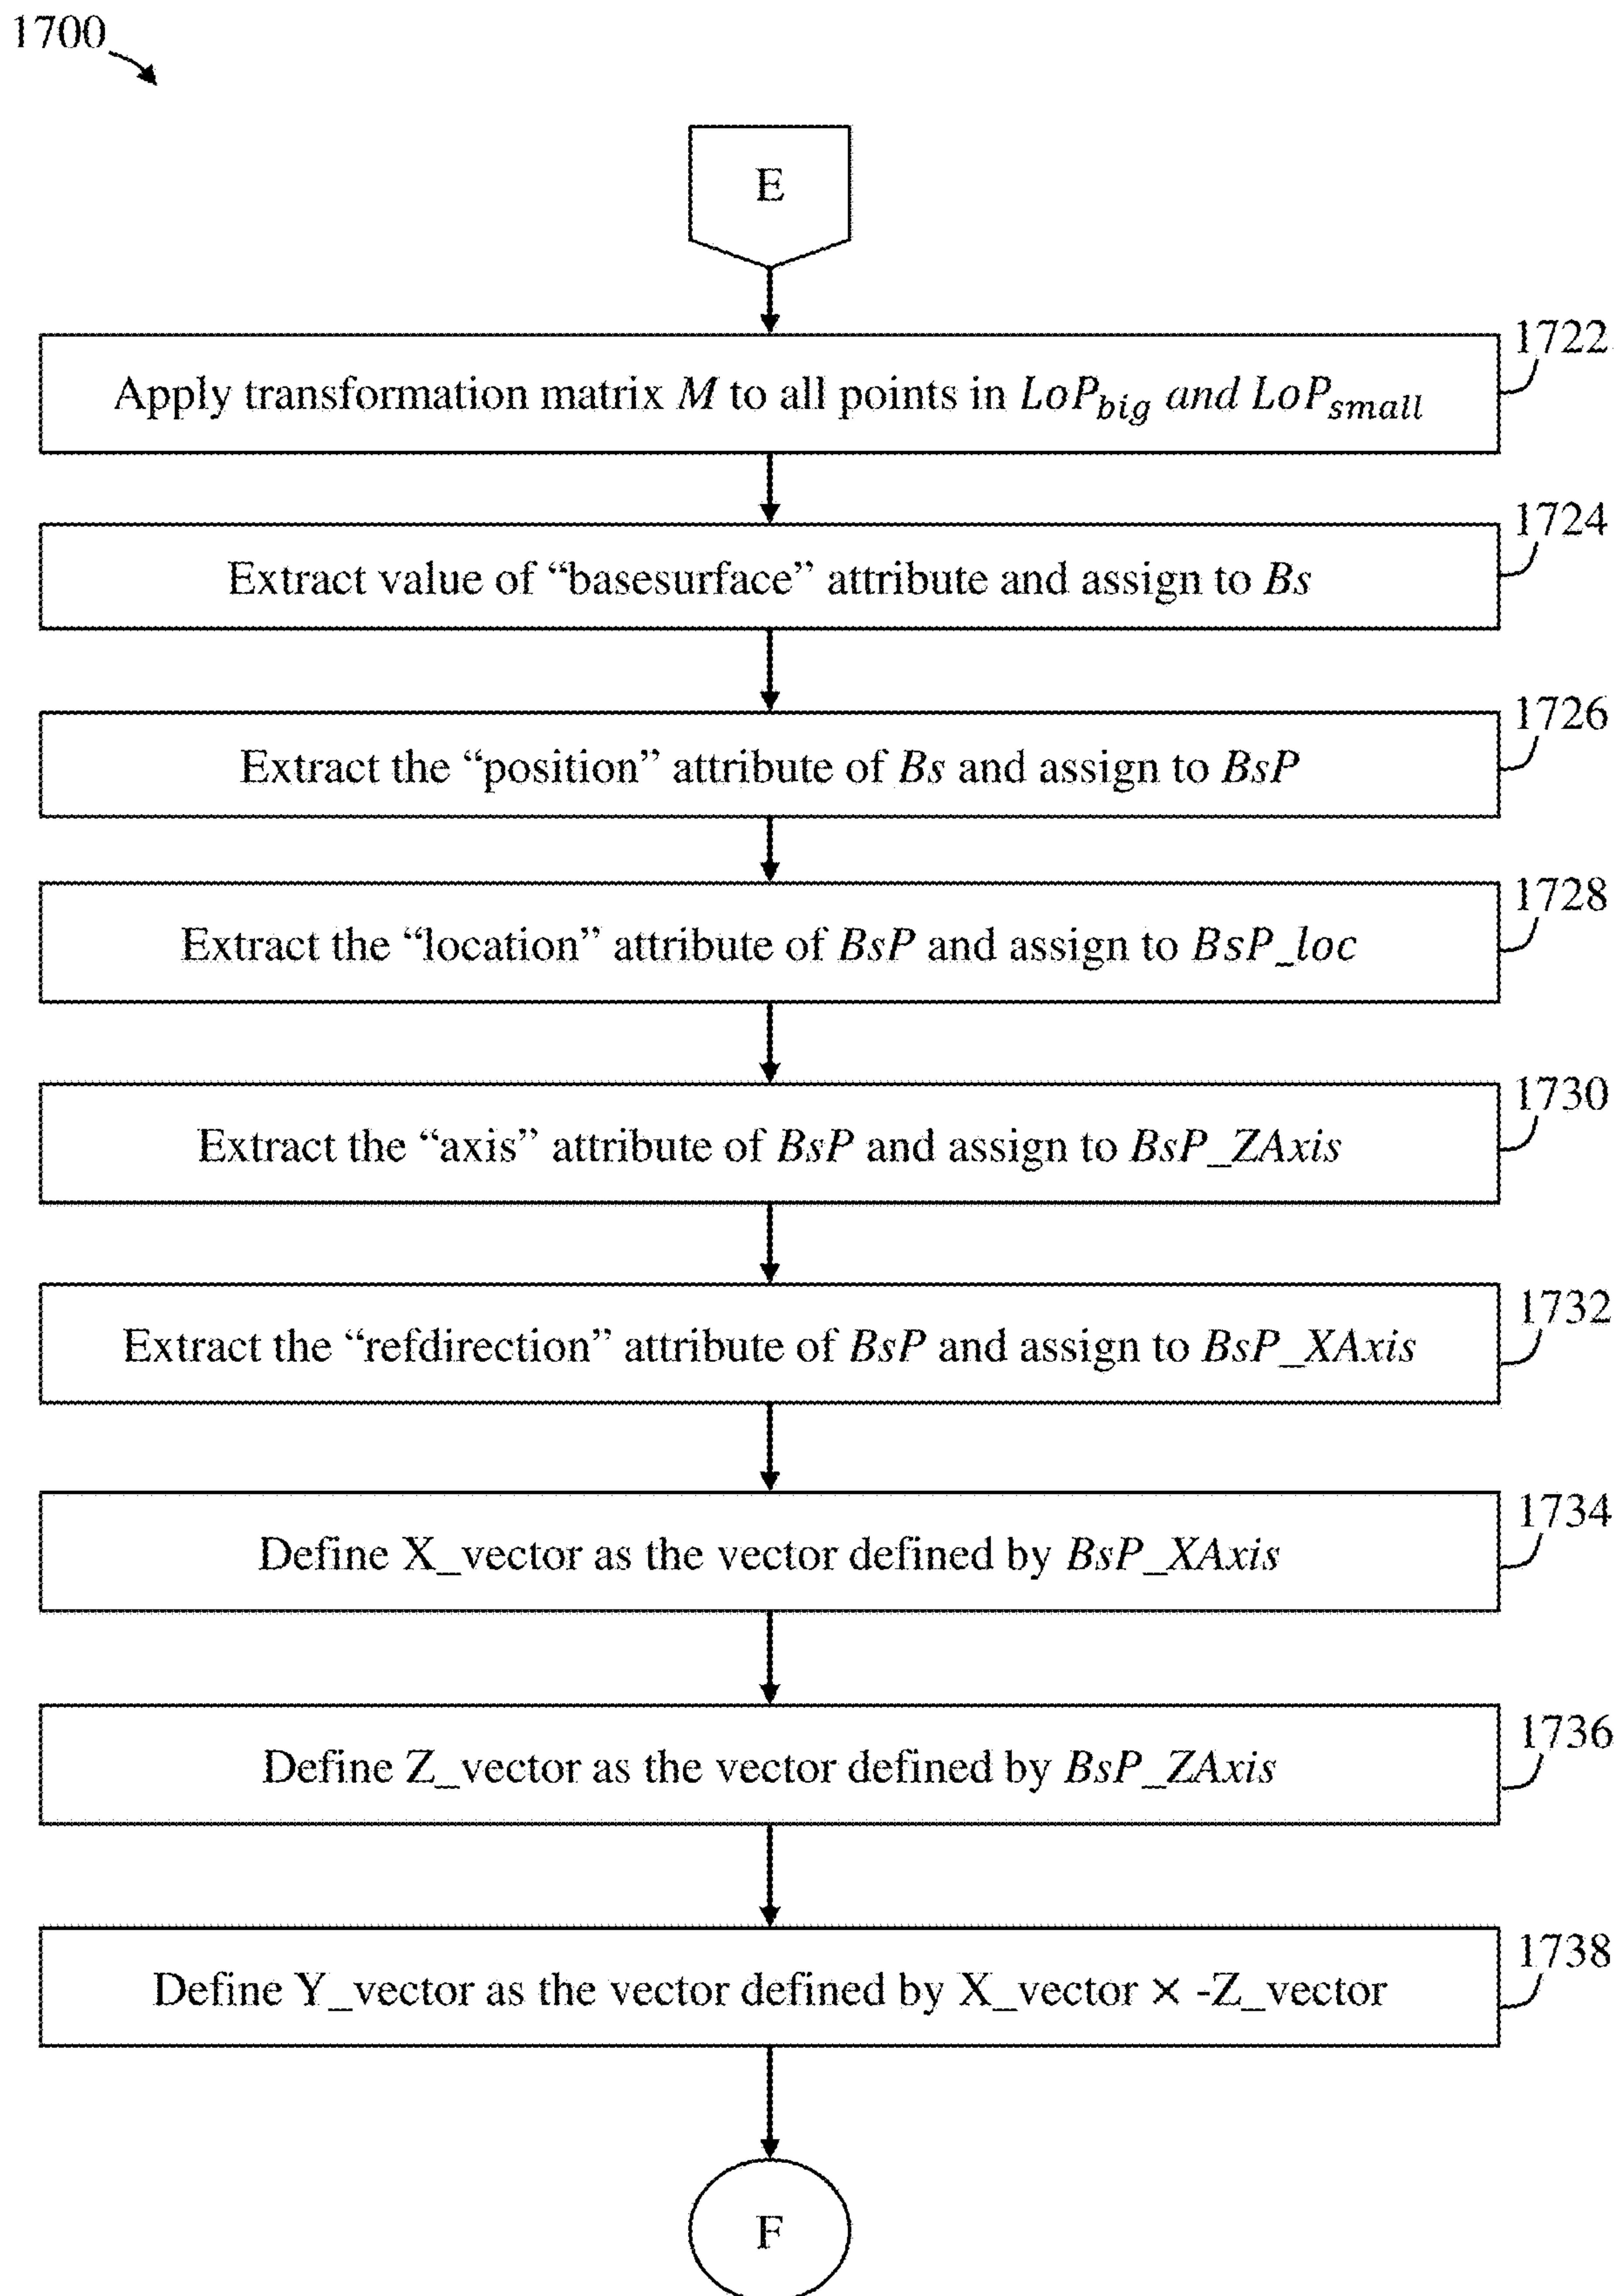 1700
E
1722
Apply transformation matrix M to all points in LoP_big and LoP_small
1724
Extract value of “basesurface” attribute and assign to Bs
1726
Extract the “position” attribute of Bs and assign to BsP
1728
Extract the “location” attribute of BsP and assign to BsP_loc
1730
Extract the “axis” attribute of BsP and assign to BsP_ZAxis
1732
Extract the “refdirection” attribute of BsP and assign to BsP_XAxis
1734
Define X_vector as the vector defined by BsP_XAxis
1736
Define Z_vector as the vector defined by BsP_ZAxis
1738
Define Y_vector as the vector defined by X_vector × -Z_vector
F